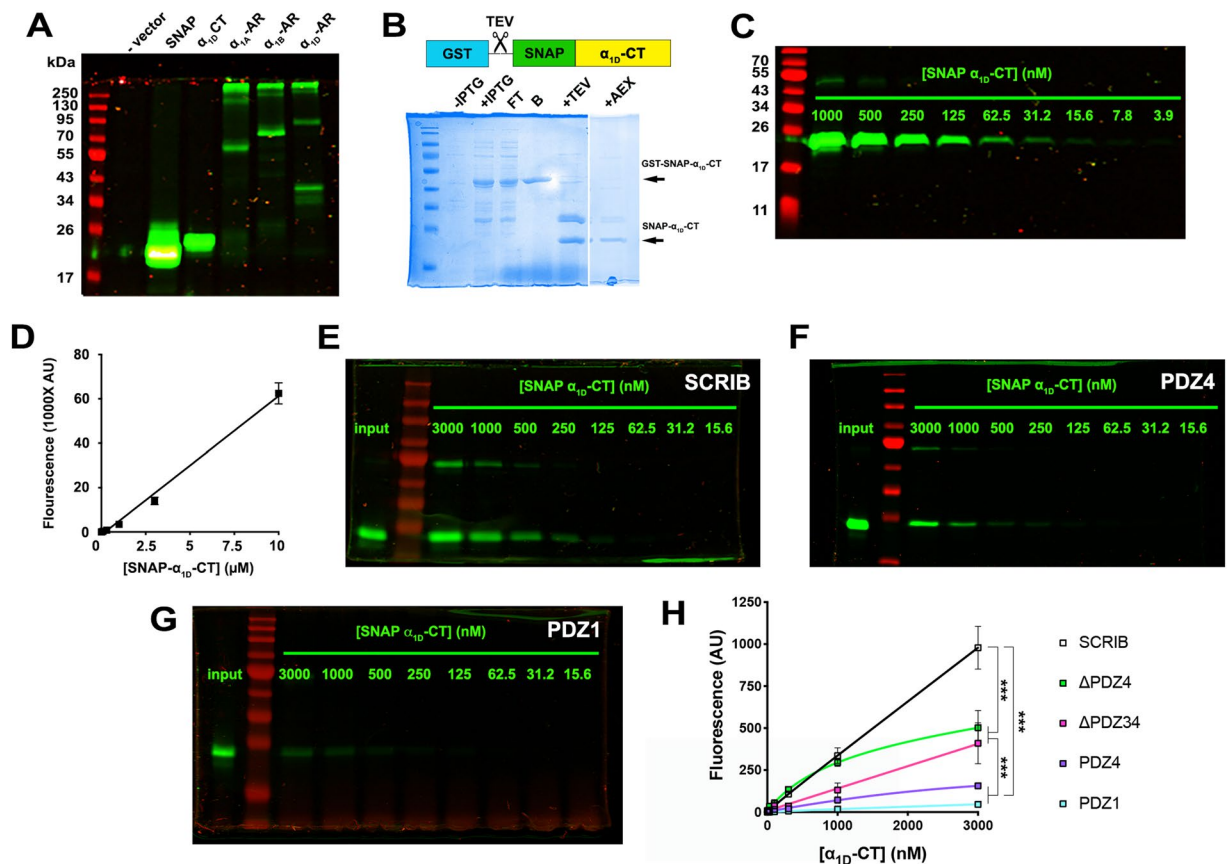 A
kDa
- vector
SNAP
α1DCT
α1A-AR
α1B-AR
α1D-AR
250
130
95
70
55
43
34
26
17
B
TEV
GST
SNAP
α1D-CT
-IPTG
+IPTG
FT
B
+TEV
+AEX
GST-SNAP-α1D-CT
SNAP-α1D-CT
C
70
55
43
34
26
17
11
[SNAP α1D-CT] (nM)
1000 500 250 125 62.5 31.2 15.6 7.8 3.9
D
Flourescence (1000X AU)
80
60
40
20
0
0 2.5 5 7.5 10
[SNAP-α1D-CT] (μM)
E
[SNAP α1D-CT] (nM)
SCRIB
input 3000 1000 500 250 125 62.5 31.2 15.6
F
[SNAP α1D-CT] (nM)
PDZ4
input 3000 1000 500 250 125 62.5 31.2 15.6
G
[SNAP α1D-CT] (nM)
PDZ1
input 3000 1000 500 250 125 62.5 31.2 15.6
H
Fluorescence (AU)
1250
1000
750
500
250
0
0 1000 2000 3000
[α1D-CT] (nM)
***
***
***
SCRIB
ΔPDZ4
ΔPDZ34
PDZ4
PDZ1